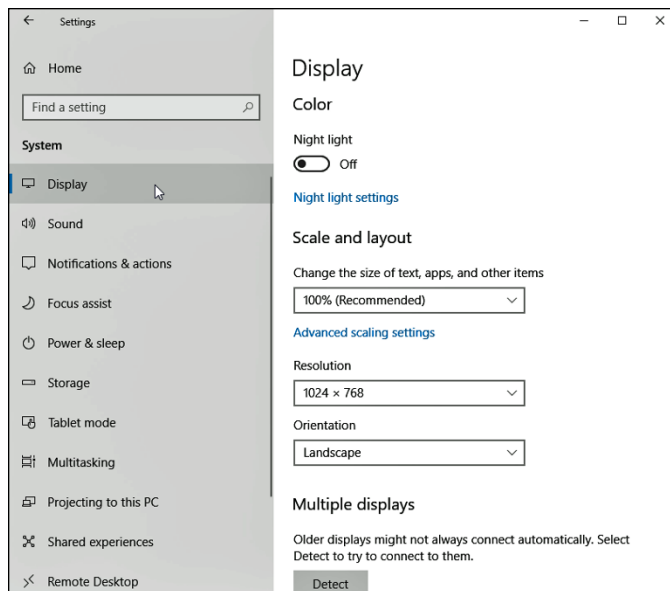 Settings
Home
Find a setting
System
Display
Sound
Notifications & actions
Focus assist
Power & sleep
Storage
Tablet mode
Multitasking
Projecting to this PC
Shared experiences
Remote Desktop
Display
Color
Night light
Off
Night light settings
Scale and layout
Change the size of text, apps, and other items
100% (Recommended)
Advanced scaling settings
Resolution
1024 × 768
Orientation
Landscape
Multiple displays
Older displays might not always connect automatically. Select
Detect to try to connect to them.
Detect